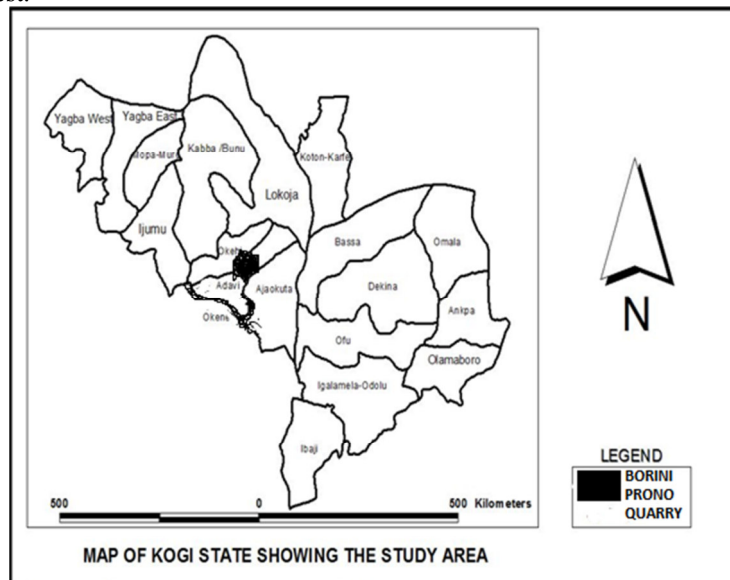 Yagba West
Yagba East
Mopa-Muro
Kabba /Bunu
Koton-Karfe
Lokoja
Ijumu
Okehi
Bassa
Omala
Adavi
Ajaokuta
Dekina
Okene
Ankpa
Ofu
Olamaboro
Igalamela-Odolu
Ibaji
N
500 0 500 Kilometers
LEGEND
BORINI
PRONO
QUARRY
MAP OF KOGI STATE SHOWING THE STUDY AREA